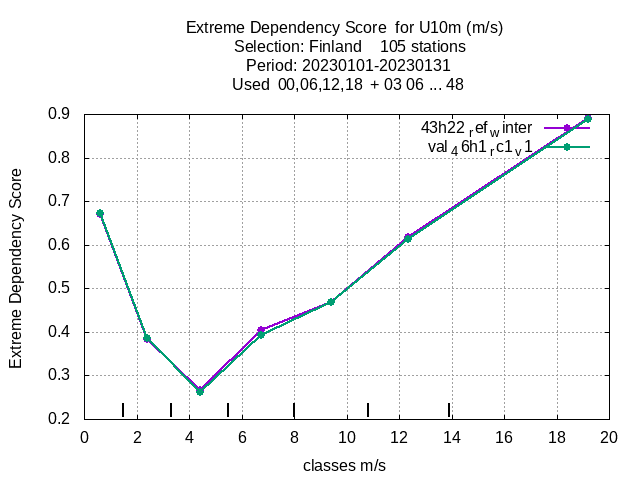 Extreme Dependency Score  for U10m (m/s)
Selection: Finland    105 stations
Period: 20230101-20230131
Used  00,06,12,18  + 03 06 ... 48
43h22refwinter
val46h1rc1v1
Extreme Dependency Score
0.9
0.8
0.7
0.6
0.5
0.4
0.3
0.2
0 2 4 6 8 10 12 14 16 18 20
classes m/s